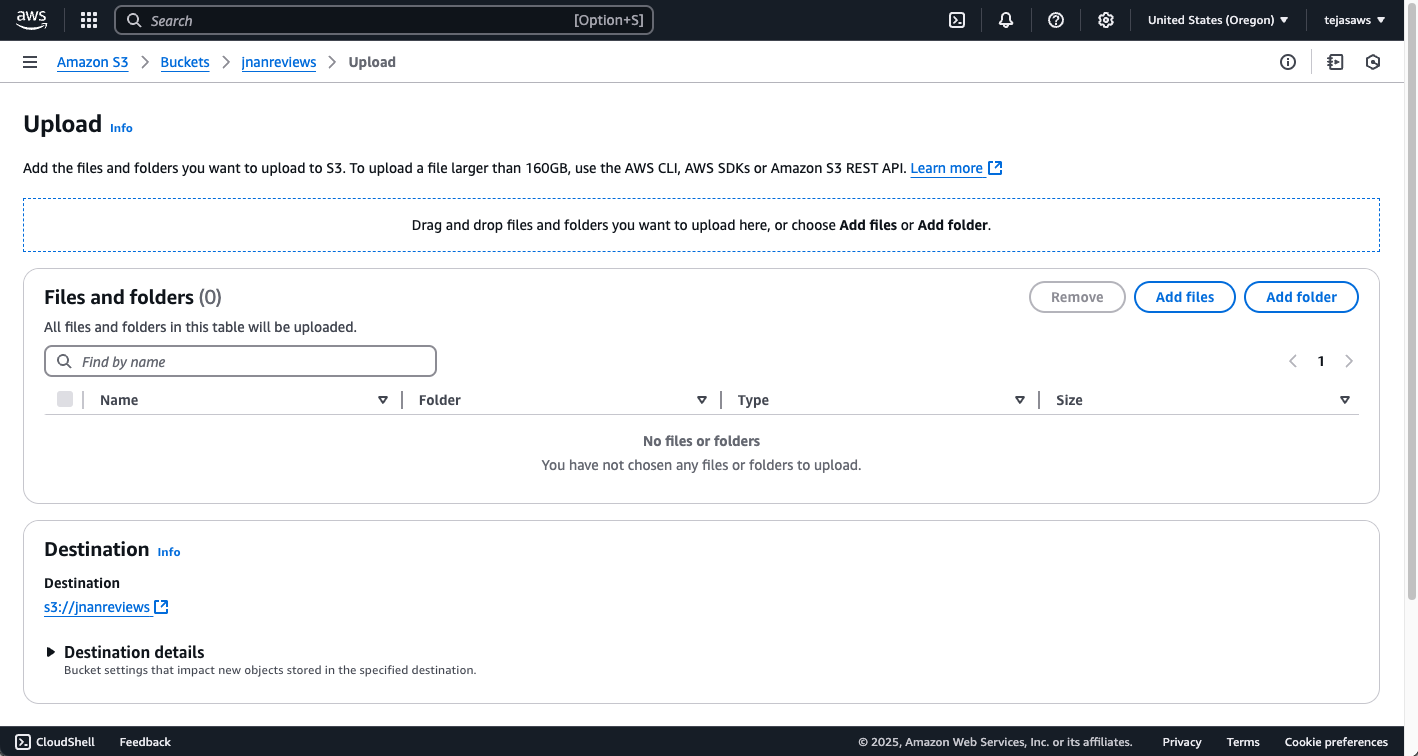 aws
Search [Option+S] United States (Oregon) tejasaws
Amazon S3 Buckets jnanreviews Upload
Upload Info
Add the files and folders you want to upload to S3. To upload a file larger than 160GB, use the AWS CLI, AWS SDKs or Amazon S3 REST API. Learn more
Drag and drop files and folders you want to upload here, or choose Add files or Add folder.
Files and folders (0) Remove Add files Add folder
All files and folders in this table will be uploaded.
Find by name 1
Name Folder Type Size
No files or folders
You have not chosen any files or folders to upload.
Destination Info
Destination
s3://jnanreviews
Destination details
Bucket settings that impact new objects stored in the specified destination.
CloudShell Feedback © 2025, Amazon Web Services, Inc. or its affiliates. Privacy Terms Cookie preferences